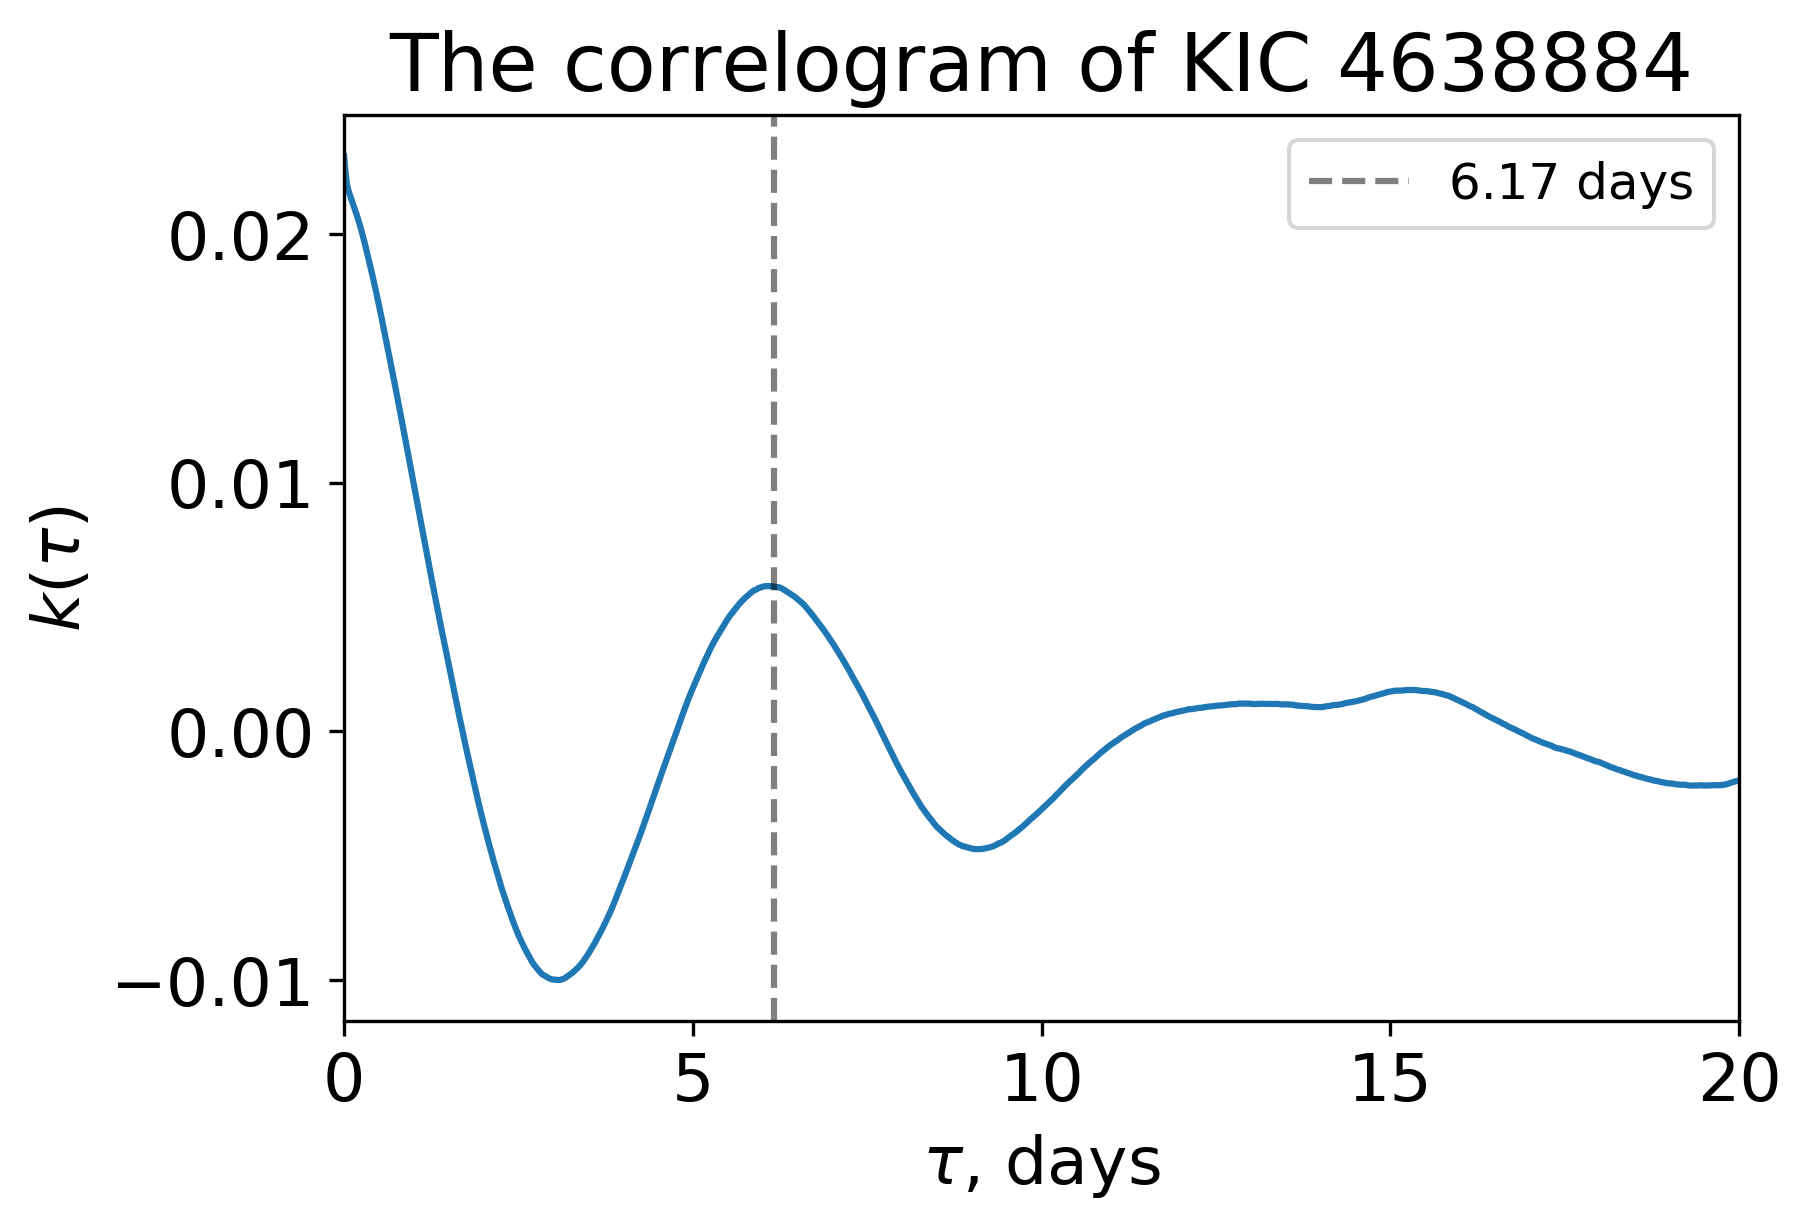 The correlogram of KIC 4638884
6.17 days
0.02
0.01
0.00
−0.01
k(τ)
0 5 10 15 20
τ, days